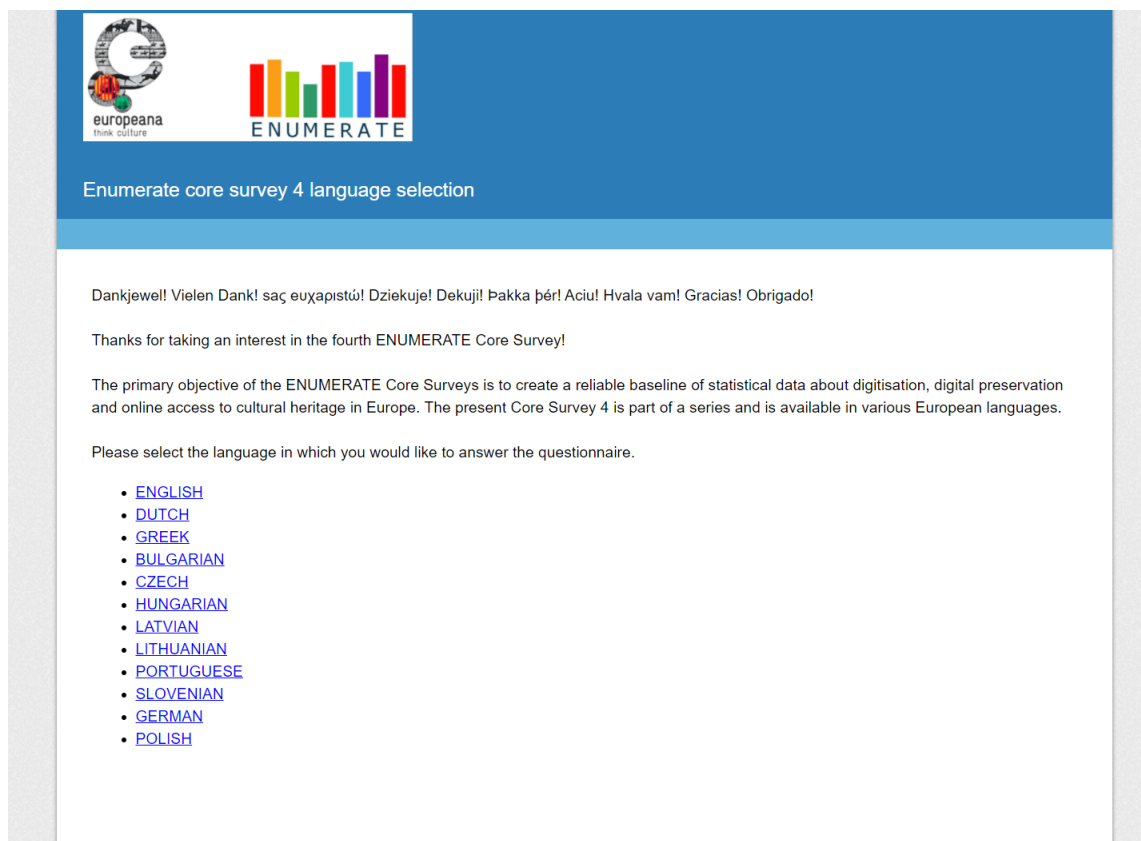 europeana
think culture
ENUMERATE
Enumerate core survey 4 language selection
Dankjewel! Vielen Dank! σας ευχαριστώ! Dziekuje! Dekuji! Þakka þér! Aciu! Hvala vam! Gracias! Obrigado!
Thanks for taking an interest in the fourth ENUMERATE Core Survey!
The primary objective of the ENUMERATE Core Surveys is to create a reliable baseline of statistical data about digitisation, digital preservation
and online access to cultural heritage in Europe. The present Core Survey 4 is part of a series and is available in various European languages.
Please select the language in which you would like to answer the questionnaire.
ENGLISH
DUTCH
GREEK
BULGARIAN
CZECH
HUNGARIAN
LATVIAN
LITHUANIAN
PORTUGUESE
SLOVENIAN
GERMAN
POLISH